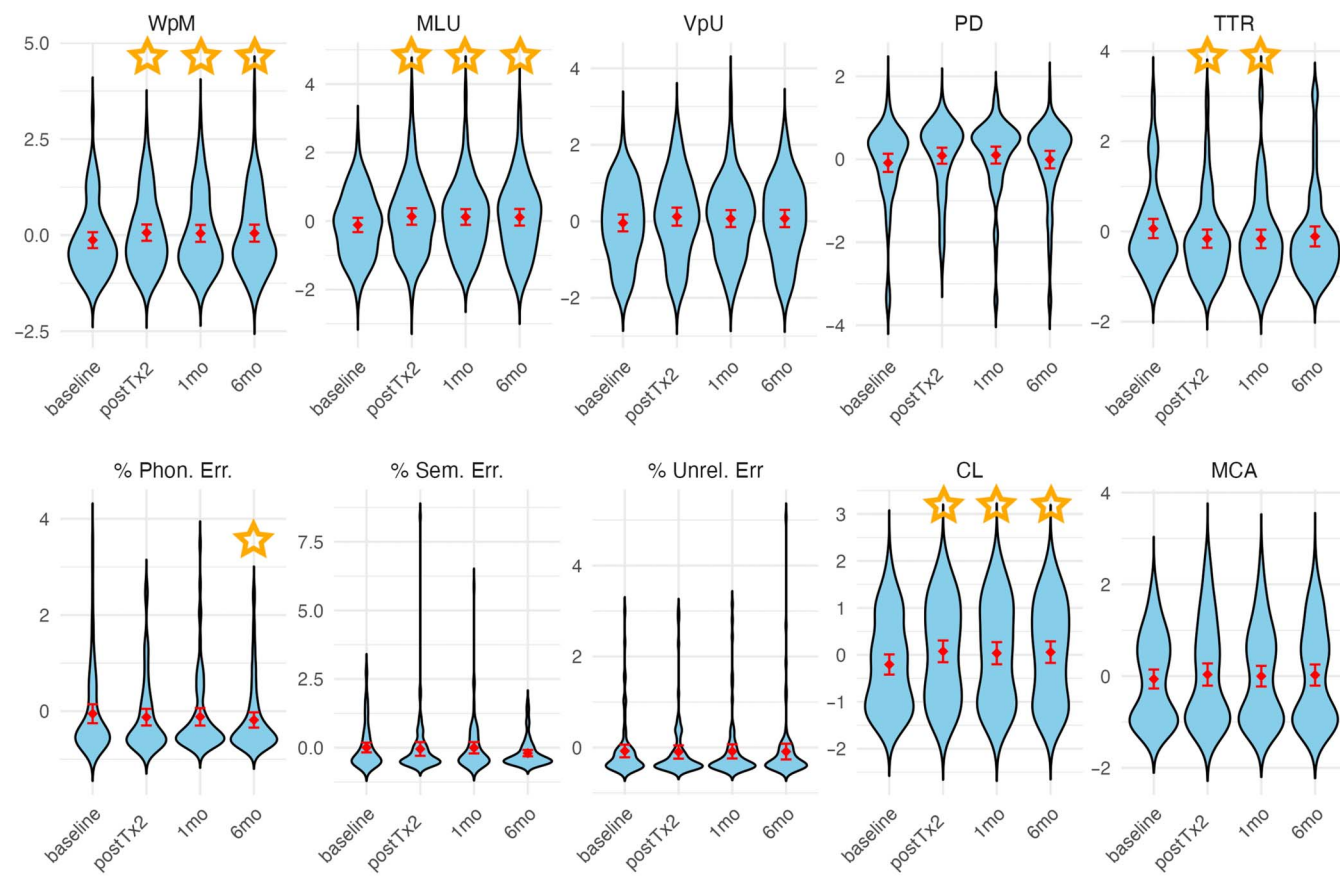 WpM
5.0
2.5
0.0
−2.5
baseline
postTx2
1mo
6mo
MLU
4
2
0
−2
baseline
postTx2
1mo
6mo
VpU
4
2
0
−2
baseline
postTx2
1mo
6mo
PD
2
0
−2
−4
baseline
postTx2
1mo
6mo
TTR
4
2
0
−2
baseline
postTx2
1mo
6mo
% Phon. Err.
4
2
0
baseline
postTx2
1mo
6mo
% Sem. Err.
7.5
5.0
2.5
0.0
baseline
postTx2
1mo
6mo
% Unrel. Err
4
2
0
baseline
postTx2
1mo
6mo
CL
3
2
1
0
−1
−2
baseline
postTx2
1mo
6mo
MCA
4
2
0
−2
baseline
postTx2
1mo
6mo